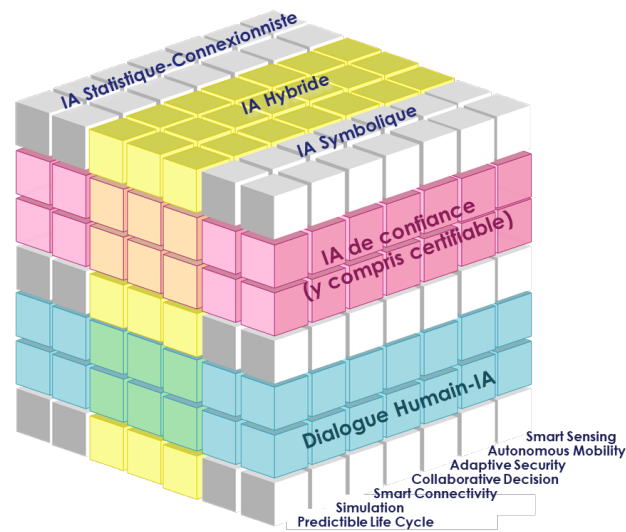 IA Statistique-Connexionniste
IA Hybride
IA Symbolique
IA de confiance
(y compris certifiable)
Dialogue Humain-IA
Smart Sensing
Autonomous Mobility
Adaptive Security
Collaborative Decision
Smart Connectivity
Simulation
Predictible Life Cycle